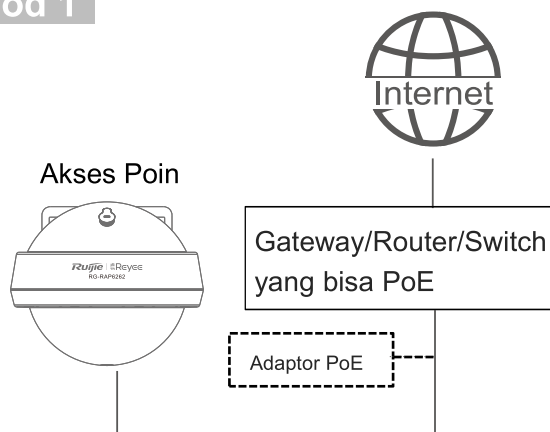 od 1
Internet
Akses Poin
Gateway/Router/Switch
yang bisa PoE
Ruijie | Reyee
RG-RAP6262
Adaptor PoE